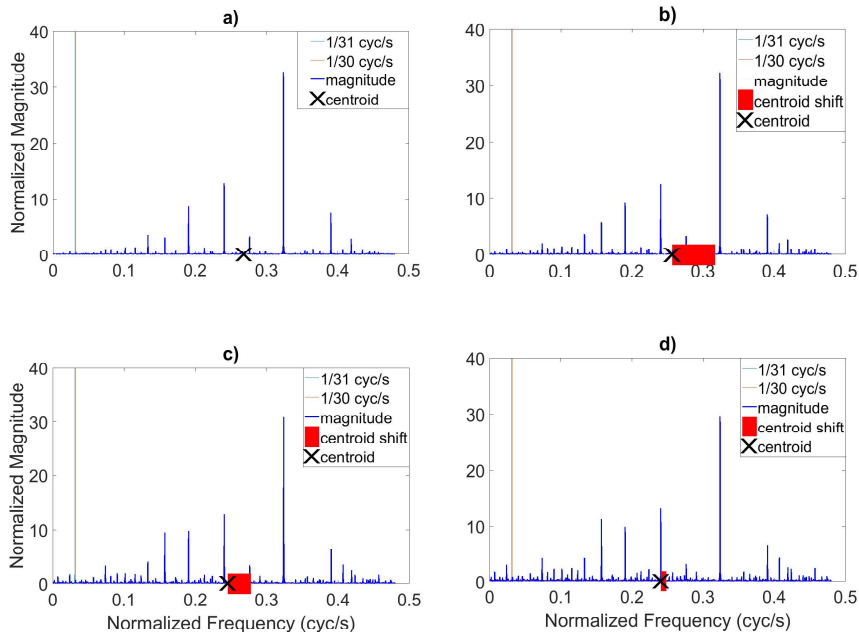 a)
Normalized Magnitude
40
30
20
10
0
0
0.1
0.2
0.3
0.4
0.5
1/31 cyc/s
1/30 cyc/s
magnitude
centroid
b)
40
30
20
10
0
0
0.1
0.2
0.3
0.4
0.5
1/31 cyc/s
1/30 cyc/s
magnitude
centroid shift
centroid
c)
Normalized Magnitude
40
30
20
10
0
0
0.1
0.2
0.3
0.4
0.5
Normalized Frequency (cyc/s)
1/31 cyc/s
1/30 cyc/s
magnitude
centroid shift
centroid
d)
40
30
20
10
0
0
0.1
0.2
0.3
0.4
0.5
Normalized Frequency (cyc/s)
1/31 cyc/s
1/30 cyc/s
magnitude
centroid shift
centroid